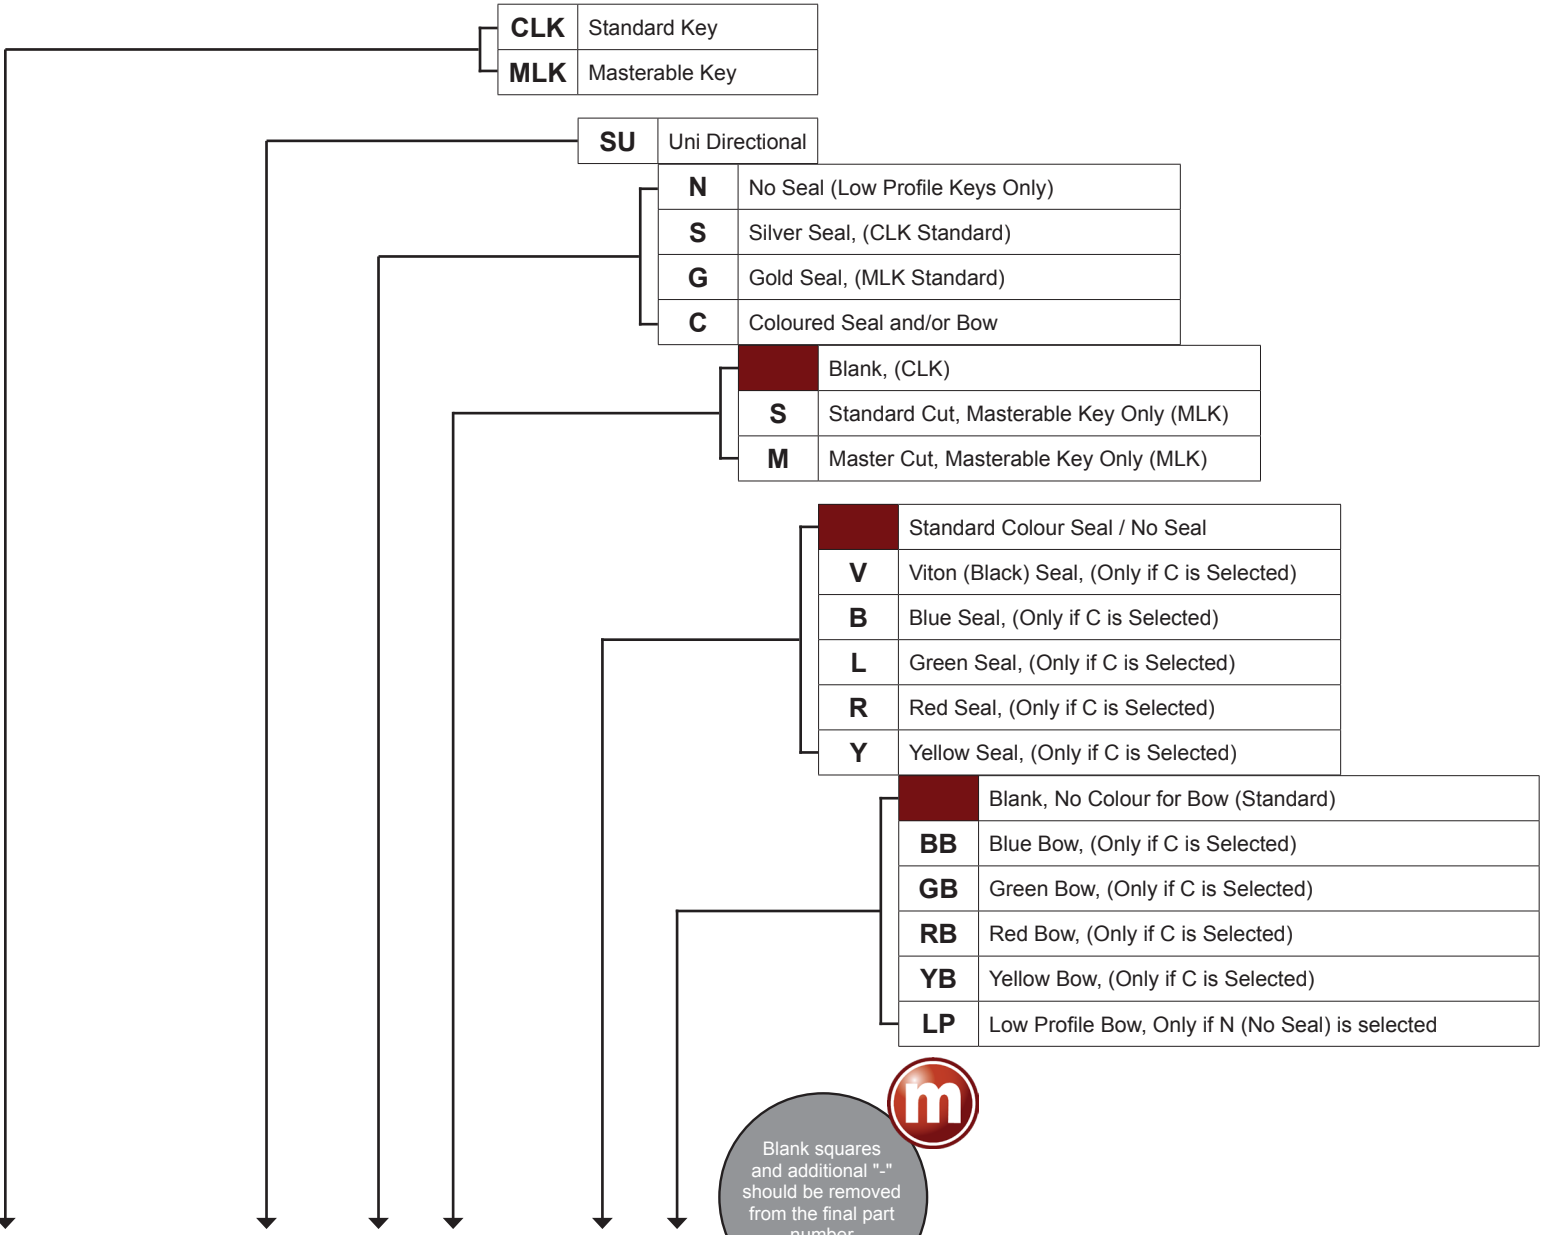 CLK Standard Key
MLK Masterable Key
SU Uni Directional
N No Seal (Low Profile Keys Only)
S Silver Seal, (CLK Standard)
G Gold Seal, (MLK Standard)
C Coloured Seal and/or Bow
Blank, (CLK)
S Standard Cut, Masterable Key Only (MLK)
M Master Cut, Masterable Key Only (MLK)
Standard Colour Seal / No Seal
V Viton (Black) Seal, (Only if C is Selected)
B Blue Seal, (Only if C is Selected)
L Green Seal, (Only if C is Selected)
R Red Seal, (Only if C is Selected)
Y Yellow Seal, (Only if C is Selected)
Blank, No Colour for Bow (Standard)
BB Blue Bow, (Only if C is Selected)
GB Green Bow, (Only if C is Selected)
RB Red Bow, (Only if C is Selected)
YB Yellow Bow, (Only if C is Selected)
LP Low Profile Bow, Only if N (No Seal) is selected
m
Blank squares
and additional "-"
should be removed
from the final part
number